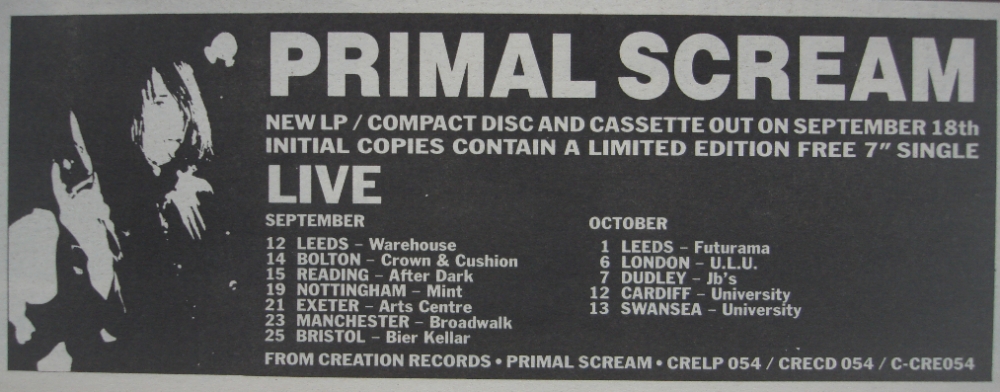 PRIMAL SCREAM
NEW LP / COMPACT DISC AND CASSETTE OUT ON SEPTEMBER 18th
INITIAL COPIES CONTAIN A LIMITED EDITION FREE 7" SINGLE
LIVE
SEPTEMBER
12 LEEDS – Warehouse
14 BOLTON – Crown & Cushion
15 READING – After Dark
19 NOTTINGHAM – Mint
21 EXETER – Arts Centre
23 MANCHESTER – Broadwalk
25 BRISTOL – Bier Kellar
OCTOBER
1 LEEDS – Futurama
6 LONDON – U.L.U.
7 DUDLEY – Jb's
12 CARDIFF – University
13 SWANSEA – University
FROM CREATION RECORDS • PRIMAL SCREAM • CRELP 054 / CRECD 054 / C-CRE054